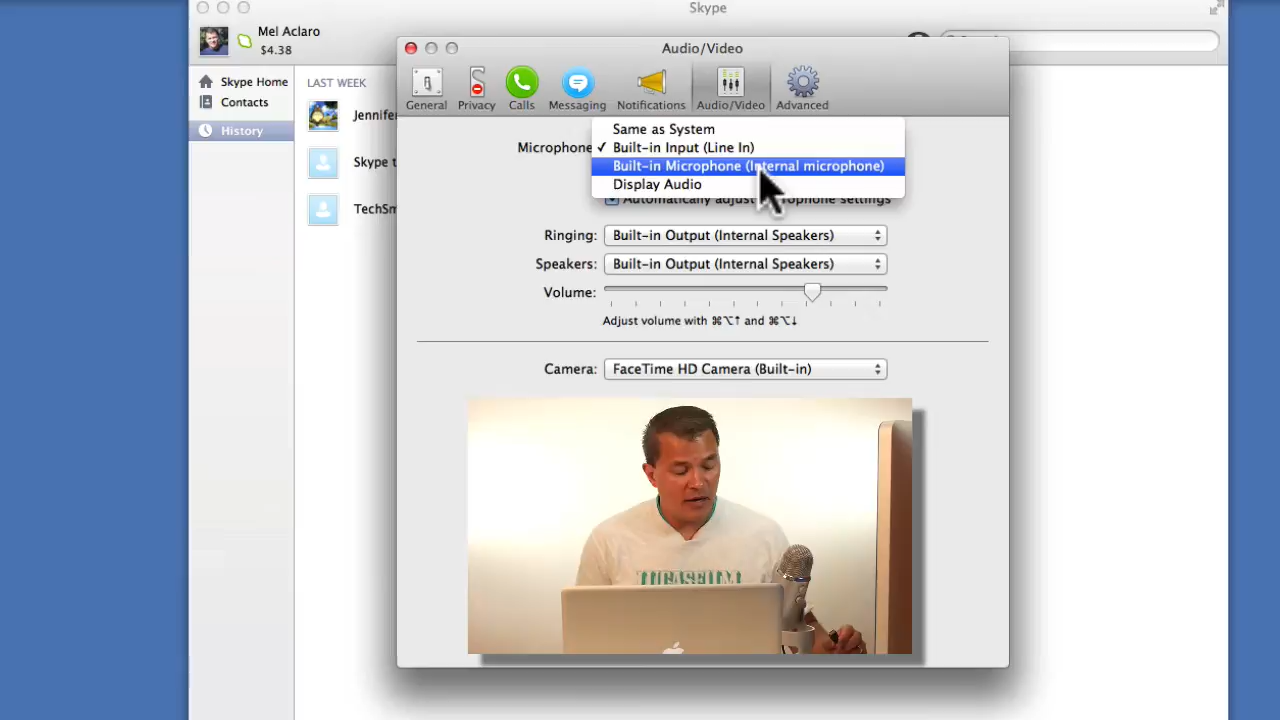 Skype
Mel Aclaro
$4.38
Audio/Video
General
Privacy
Calls
Messaging
Notifications
Audio/Video
Advanced
Skype Home
Contacts
History
LAST WEEK
Jennifer
Skype t
TechSm
Same as System
Microphone ✓ Built-in Input (Line In)
Built-in Microphone (Internal microphone)
Display Audio
Automatically adjust microphone settings
Ringing: Built-in Output (Internal Speakers)
Speakers: Built-in Output (Internal Speakers)
Volume:
Adjust volume with ⌘⌥↑ and ⌘⌥↓
Camera: FaceTime HD Camera (Built-in)